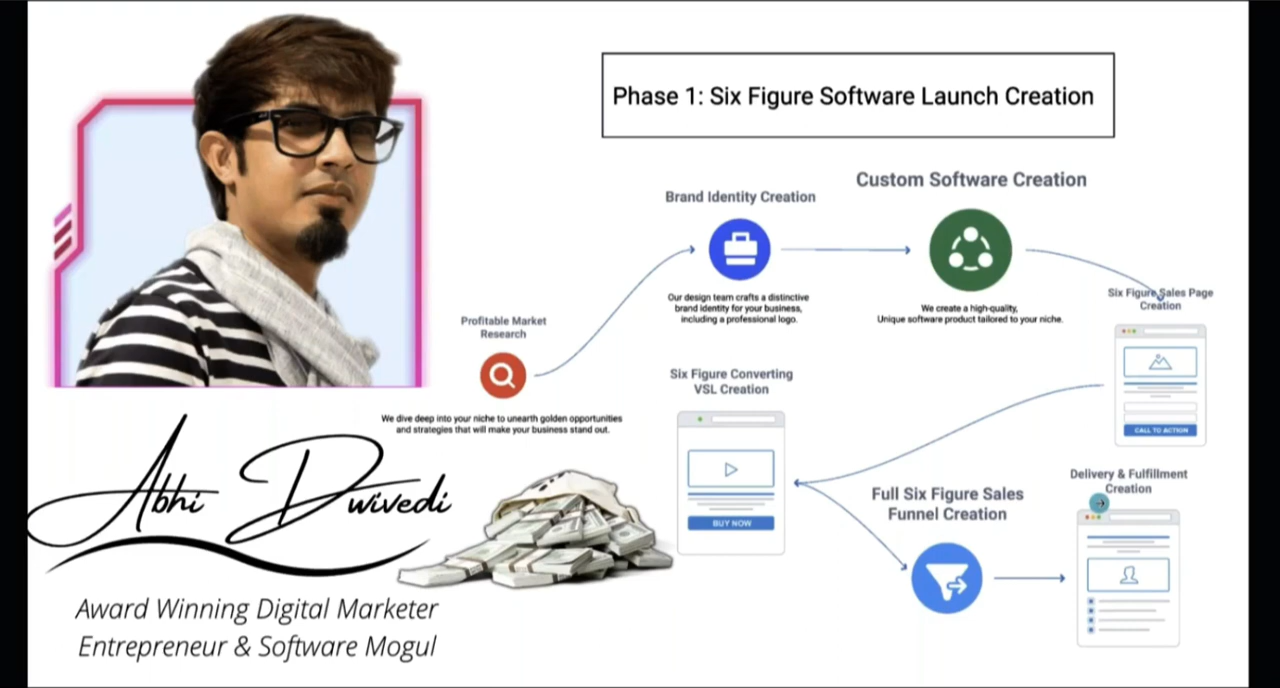 Phase 1: Six Figure Software Launch Creation
Profitable Market
Research
We dive deep into your niche to unearth golden opportunities
and strategies that will make your business stand out.
Brand Identity Creation
Our design team crafts a distinctive
brand identity for your business,
including a professional logo.
Custom Software Creation
We create a high-quality,
Unique software product tailored to your niche.
Six Figure Sales Page
Creation
CALL TO ACTION
Six Figure Converting
VSL Creation
BUY NOW
Full Six Figure Sales
Funnel Creation
Delivery & Fulfillment
Creation
Abhi Dwivedi
Award Winning Digital Marketer
Entrepreneur & Software Mogul